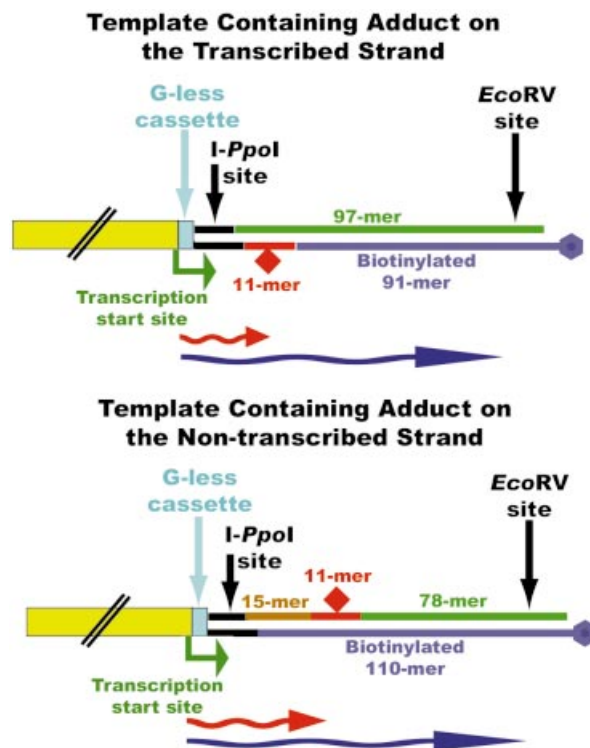 Template Containing Adduct on
the Transcribed Strand
G-less
cassette
EcoRV
site
I-PpoI
site
97-mer
11-mer
Biotinylated
91-mer
Transcription
start site
Template Containing Adduct on
the Non-transcribed Strand
G-less
cassette
EcoRV
site
I-PpoI
site
11-mer
15-mer
78-mer
Biotinylated
110-mer
Transcription
start site